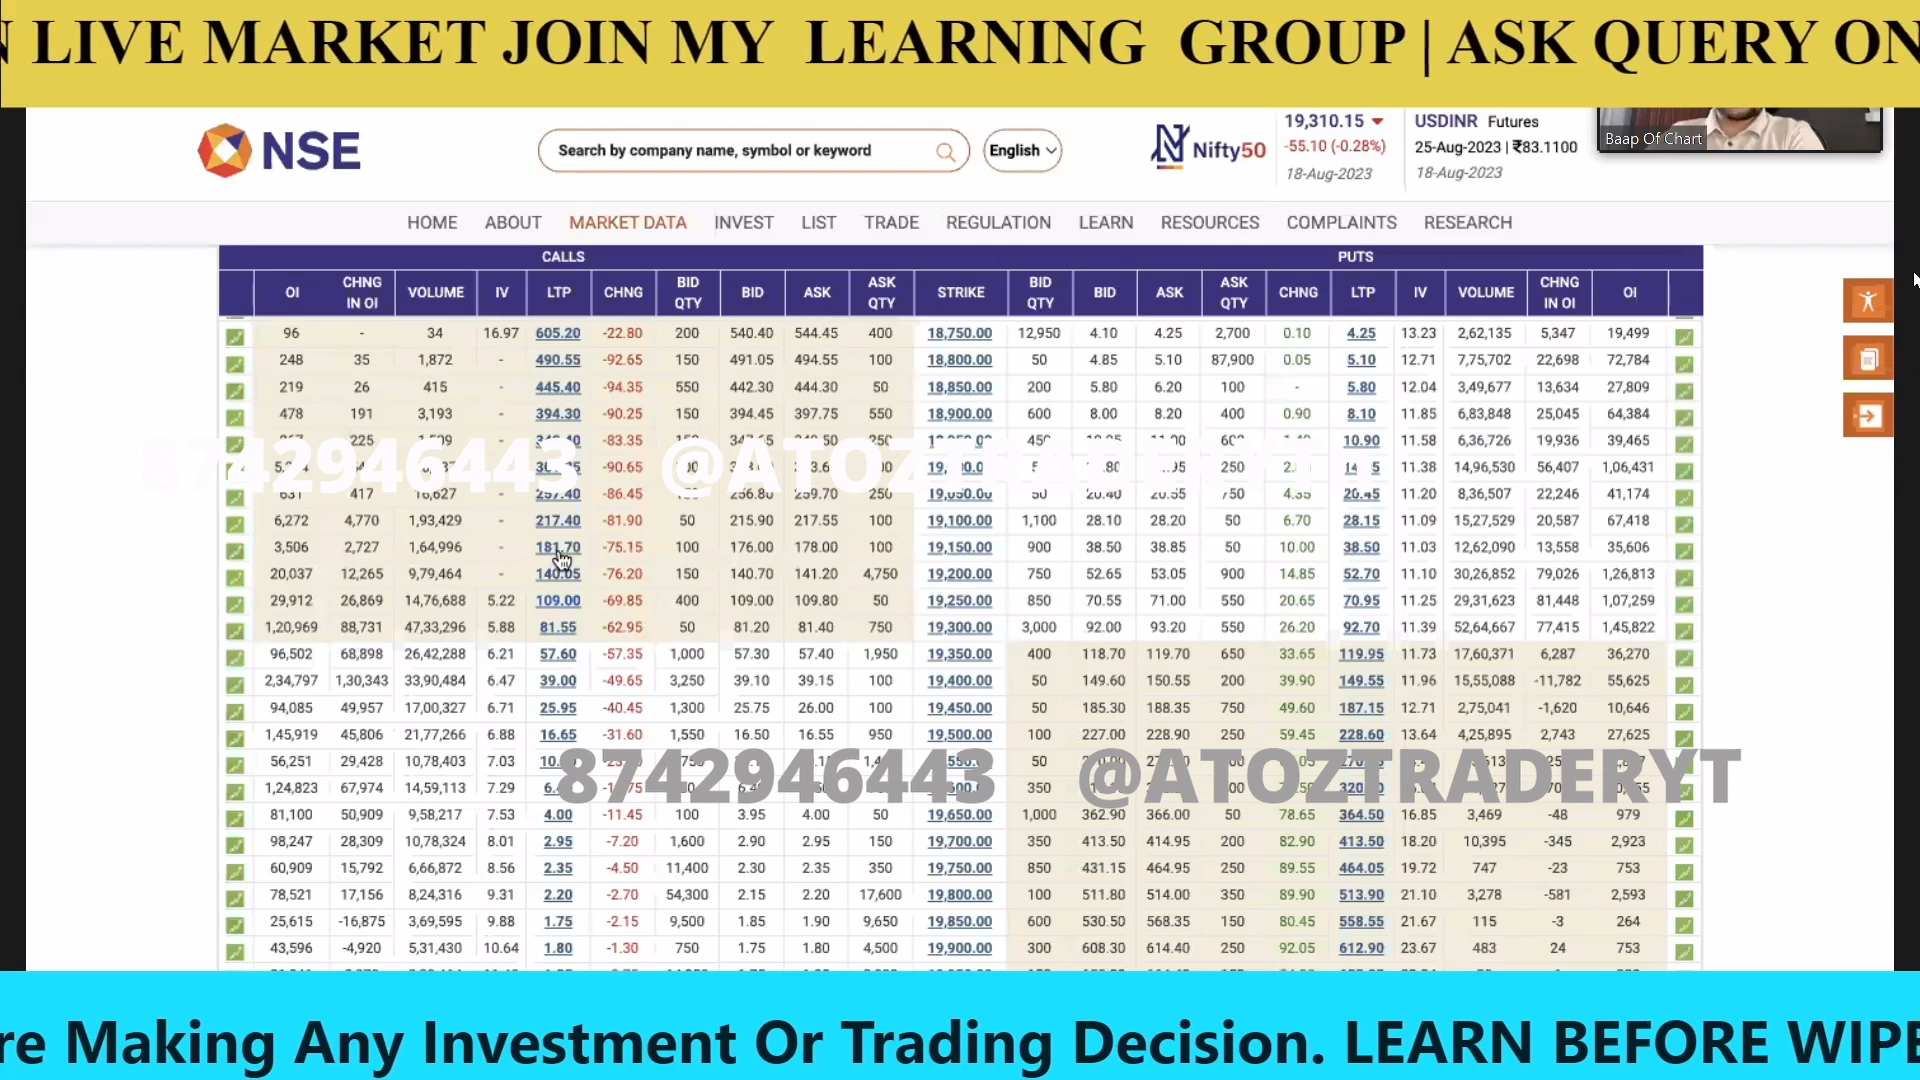 LIVE MARKET JOIN MY LEARNING GROUP | ASK QUERY ON
NSE
Search by company name, symbol or keyword
English
Nifty50
19,310.15
-55.10 (-0.28%)
18-Aug-2023
USDINR Futures
25-Aug-2023 | ₹83.1100
18-Aug-2023
Baap Of Chart
HOME ABOUT MARKET DATA INVEST LIST TRADE REGULATION LEARN RESOURCES COMPLAINTS RESEARCH
CALLS PUTS
OI CHNG IN OI VOLUME IV LTP CHNG BID QTY BID ASK ASK QTY STRIKE BID QTY BID ASK ASK QTY CHNG LTP IV VOLUME CHNG IN OI OI
96 - 34 16.97 605.20 -22.80 200 540.40 544.45 400 18,750.00 12,950 4.10 4.25 2,700 0.10 4.25 13.23 2,62,135 5,347 19,499
248 35 1,872 - 490.55 -92.65 150 491.05 494.55 100 18,800.00 50 4.85 5.10 87,900 0.05 5.10 12.71 7,75,702 22,698 72,784
219 26 415 - 445.40 -94.35 550 442.30 444.30 50 18,850.00 200 5.80 6.20 100 - 5.80 12.04 3,49,677 13,634 27,809
478 191 3,193 - 394.30 -90.25 150 394.45 397.75 550 18,900.00 600 8.00 8.20 400 0.90 8.10 11.85 6,83,848 25,045 64,384
225 - -83.35 450 10.90 11.58 6,36,726 19,936 39,465
8742946443 @ATOZTRADERYT
-90.65 250 11.38 14,96,530 56,407 1,06,431
631 417 16,627 - 257.40 -86.45 256.80 259.70 250 19,050.00 50 20.40 20.55 750 4.35 20.45 11.20 8,36,507 22,246 41,174
6,272 4,770 1,93,429 - 217.40 -81.90 50 215.90 217.55 100 19,100.00 1,100 28.10 28.20 50 6.70 28.15 11.09 15,27,529 20,587 67,418
3,506 2,727 1,64,996 - 181.70 -75.15 100 176.00 178.00 100 19,150.00 900 38.50 38.85 50 10.00 38.50 11.03 12,62,090 13,558 35,606
20,037 12,265 9,79,464 - 140.05 -76.20 150 140.70 141.20 4,750 19,200.00 750 52.65 53.05 900 14.85 52.70 11.10 30,26,852 79,026 1,26,813
29,912 26,869 14,76,688 5.22 109.00 -69.85 400 109.00 109.80 50 19,250.00 850 70.55 71.00 550 20.65 70.95 11.25 29,31,623 81,448 1,07,259
1,20,969 88,731 47,33,296 5.88 81.55 -62.95 50 81.20 81.40 750 19,300.00 3,000 92.00 93.20 550 26.20 92.70 11.39 52,64,667 77,415 1,45,822
96,502 68,898 26,42,288 6.21 57.60 -57.35 1,000 57.30 57.40 1,950 19,350.00 400 118.70 119.70 650 33.65 119.95 11.73 17,60,371 6,287 36,270
2,34,797 1,30,343 33,90,484 6.47 39.00 -49.65 3,250 39.10 39.15 100 19,400.00 50 149.60 150.55 200 39.90 149.55 11.96 15,55,088 -11,782 55,625
94,085 49,957 17,00,327 6.71 25.95 -40.45 1,300 25.75 26.00 100 19,450.00 50 185.30 188.35 750 49.60 187.15 12.71 2,75,041 -1,620 10,646
1,45,919 45,806 21,77,266 6.88 16.65 -31.60 1,550 16.50 16.55 950 19,500.00 100 227.00 228.90 250 59.45 228.60 13.64 4,25,895 2,743 27,625
56,251 29,428 10,78,403 7.03 50
8742946443 @ATOZTRADERYT
1,24,823 67,974 14,59,113 7.29 350
81,100 50,909 9,58,217 7.53 4.00 -11.45 100 3.95 4.00 50 19,650.00 1,000 362.90 366.00 50 78.65 364.50 16.85 3,469 -48 979
98,247 28,309 10,78,324 8.01 2.95 -7.20 1,600 2.90 2.95 150 19,700.00 350 413.50 414.95 200 82.90 413.50 18.20 10,395 -345 2,923
60,909 15,792 6,66,872 8.56 2.35 -4.50 11,400 2.30 2.35 350 19,750.00 850 431.15 464.95 250 89.55 464.05 19.72 747 -23 753
78,521 17,156 8,24,316 9.31 2.20 -2.70 54,300 2.15 2.20 17,600 19,800.00 100 511.80 514.00 350 89.90 513.90 21.10 3,278 -581 2,593
25,615 -16,875 3,69,595 9.88 1.75 -2.15 9,500 1.85 1.90 9,650 19,850.00 600 530.50 568.35 150 80.45 558.55 21.67 115 -3 264
43,596 -4,920 5,31,430 10.64 1.80 -1.30 750 1.75 1.80 4,500 19,900.00 300 608.30 614.40 250 92.05 612.90 23.67 483 24 753
re Making Any Investment Or Trading Decision. LEARN BEFORE WIPE